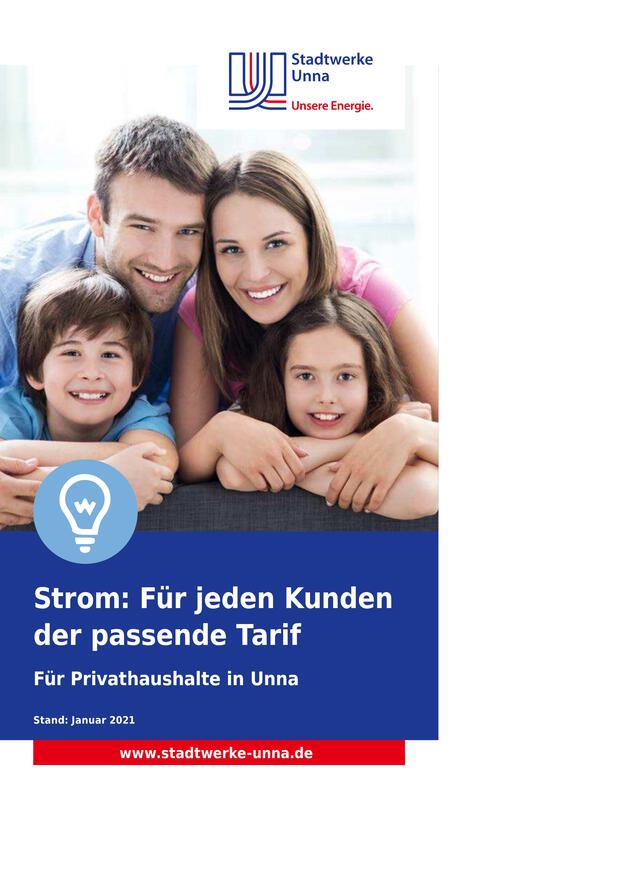 Stadtwerke
Unna
Unsere Energie.
Strom: Für jeden Kunden
der passende Tarif
Für Privathaushalte in Unna
Stand: Januar 2021
www.stadtwerke-unna.de